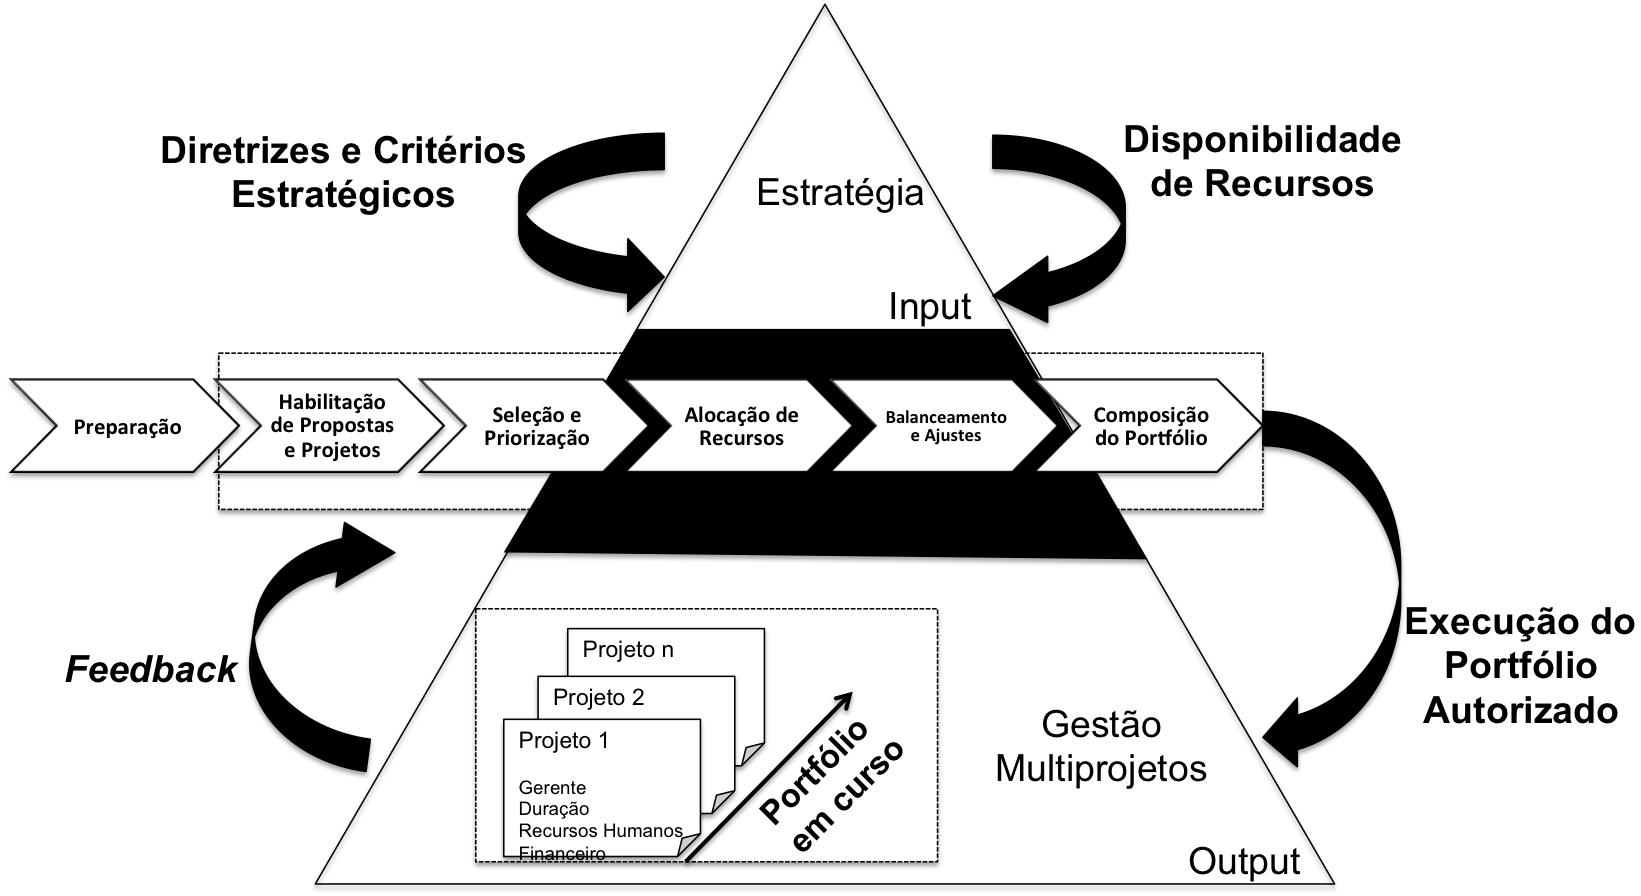 Diretrizes e Critérios
Estratégicos
Disponibilidade
de Recursos
Estratégia
Input
Preparação
Habilitação
de Propostas
e Projetos
Seleção e
Priorização
Alocação de
Recursos
Balanceamento
e Ajustes
Composição
do Portfólio
Feedback
Execução do
Portfólio
Autorizado
Projeto n
Projeto 2
Projeto 1
Gerente
Duração
Recursos Humanos
Financeiro
Portfólio
em curso
Gestão
Multiprojetos
Output